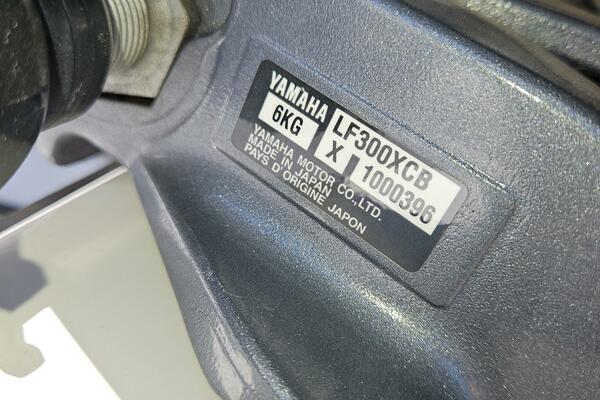 YAMAHA LF300XCB
6KG X 1000396
YAMAHA MOTOR CO.,LTD.
MADE IN JAPAN
PAYS D'ORIGINE JAPON